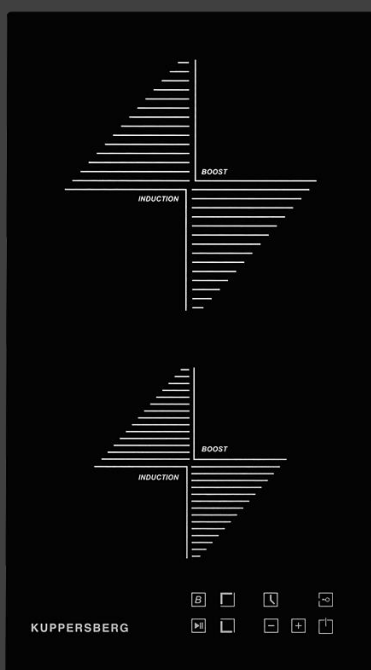 BOOST
INDUCTION
BOOST
INDUCTION
B
KUPPERSBERG
− +